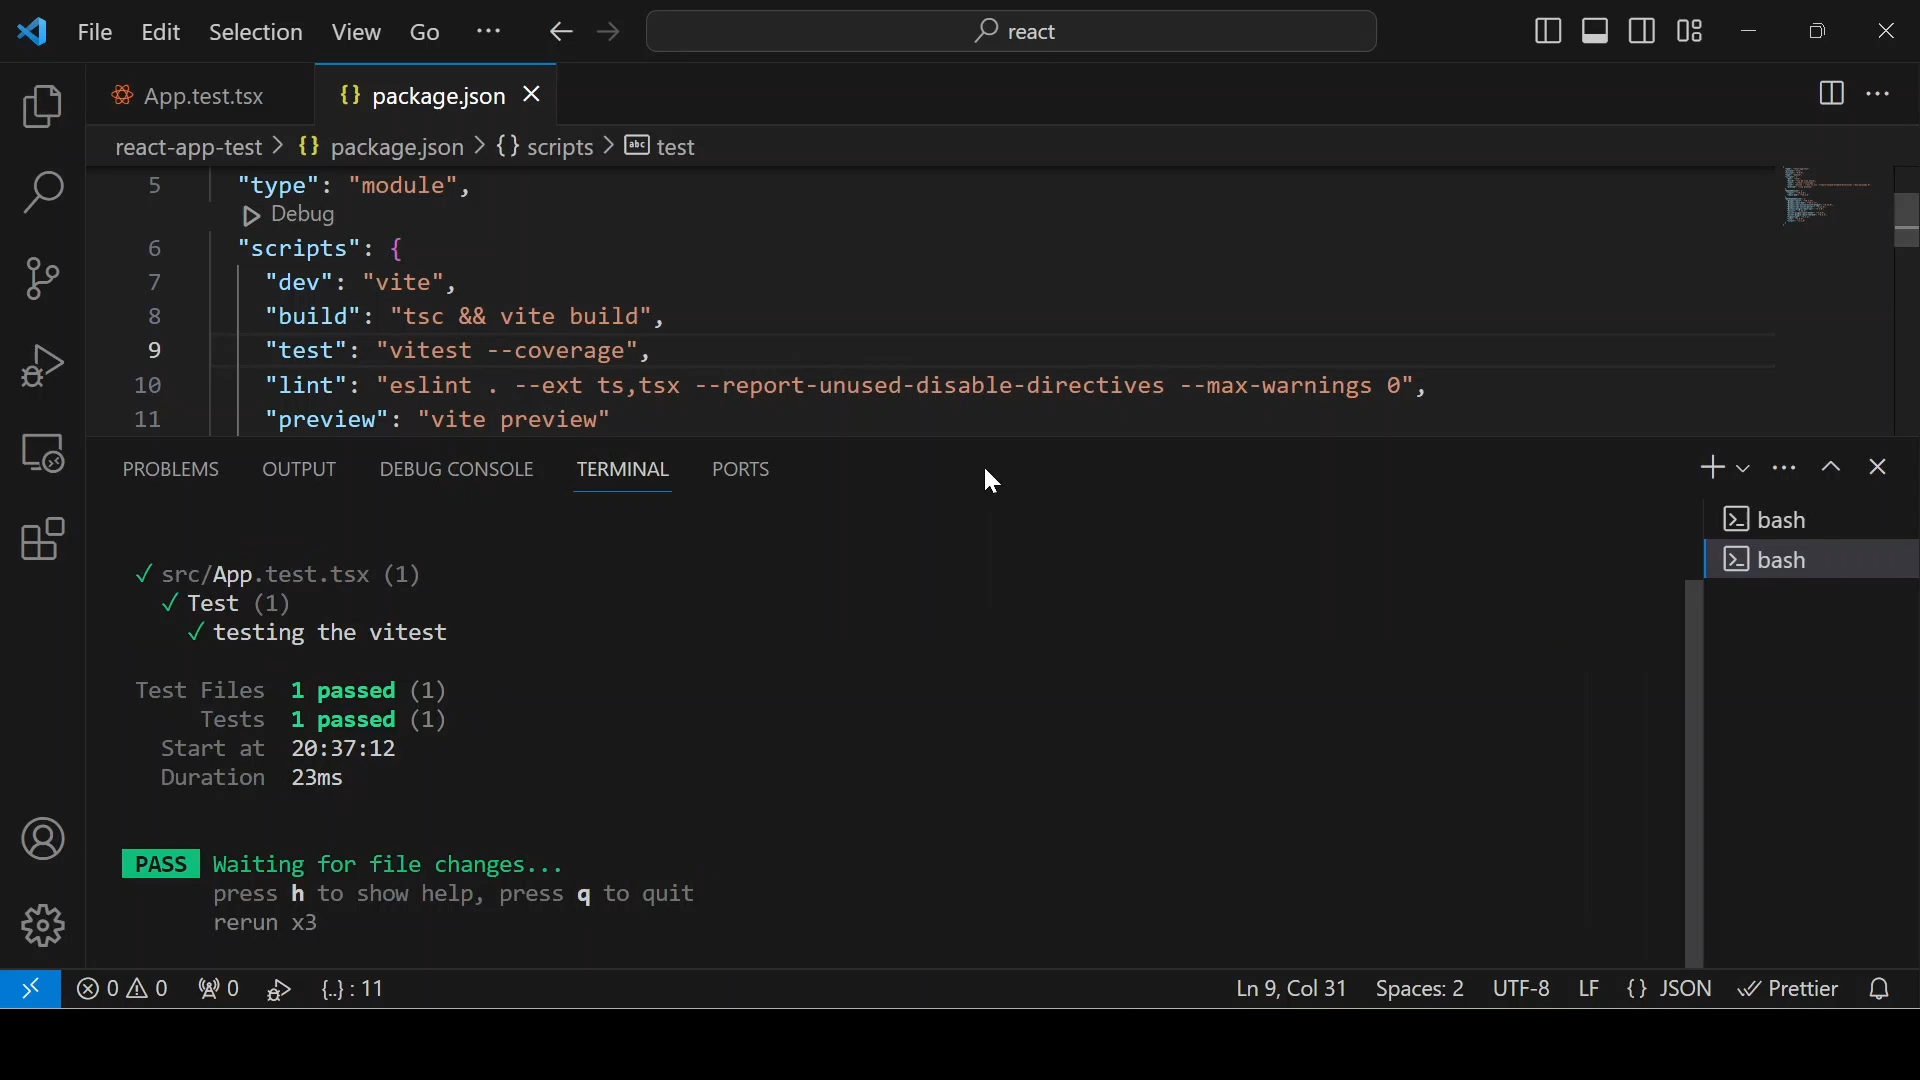 File Edit Selection View Go ... react
App.test.tsx {} package.json
react-app-test > {} package.json > {} scripts > abc test
5 "type": "module",
Debug
6 "scripts": {
7 "dev": "vite",
8 "build": "tsc && vite build",
9 "test": "vitest --coverage",
10 "lint": "eslint . --ext ts,tsx --report-unused-disable-directives --max-warnings 0",
11 "preview": "vite preview"
PROBLEMS OUTPUT DEBUG CONSOLE TERMINAL PORTS
bash
bash
✓ src/App.test.tsx (1)
✓ Test (1)
✓ testing the vitest
Test Files 1 passed (1)
Tests 1 passed (1)
Start at 20:37:12
Duration 23ms
PASS Waiting for file changes...
press h to show help, press q to quit
rerun x3
0 0 0 {..} : 11 Ln 9, Col 31 Spaces: 2 UTF-8 LF {} JSON Prettier